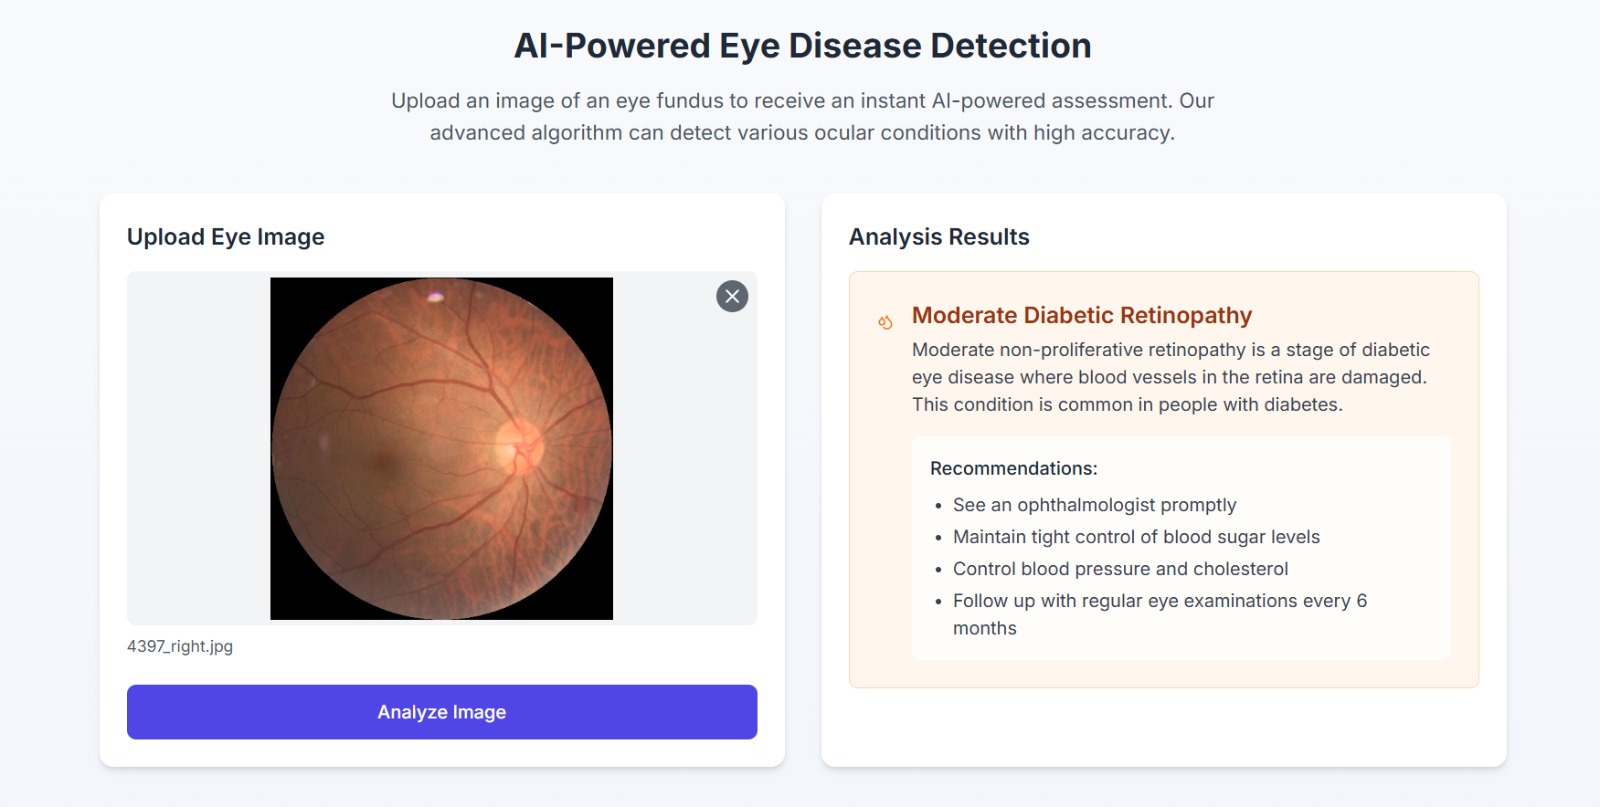 AI-Powered Eye Disease Detection
Upload an image of an eye fundus to receive an instant AI-powered assessment. Our
advanced algorithm can detect various ocular conditions with high accuracy.
Upload Eye Image
4397_right.jpg
Analyze Image
Analysis Results
Moderate Diabetic Retinopathy
Moderate non-proliferative retinopathy is a stage of diabetic
eye disease where blood vessels in the retina are damaged.
This condition is common in people with diabetes.
Recommendations:
• See an ophthalmologist promptly
• Maintain tight control of blood sugar levels
• Control blood pressure and cholesterol
• Follow up with regular eye examinations every 6
months